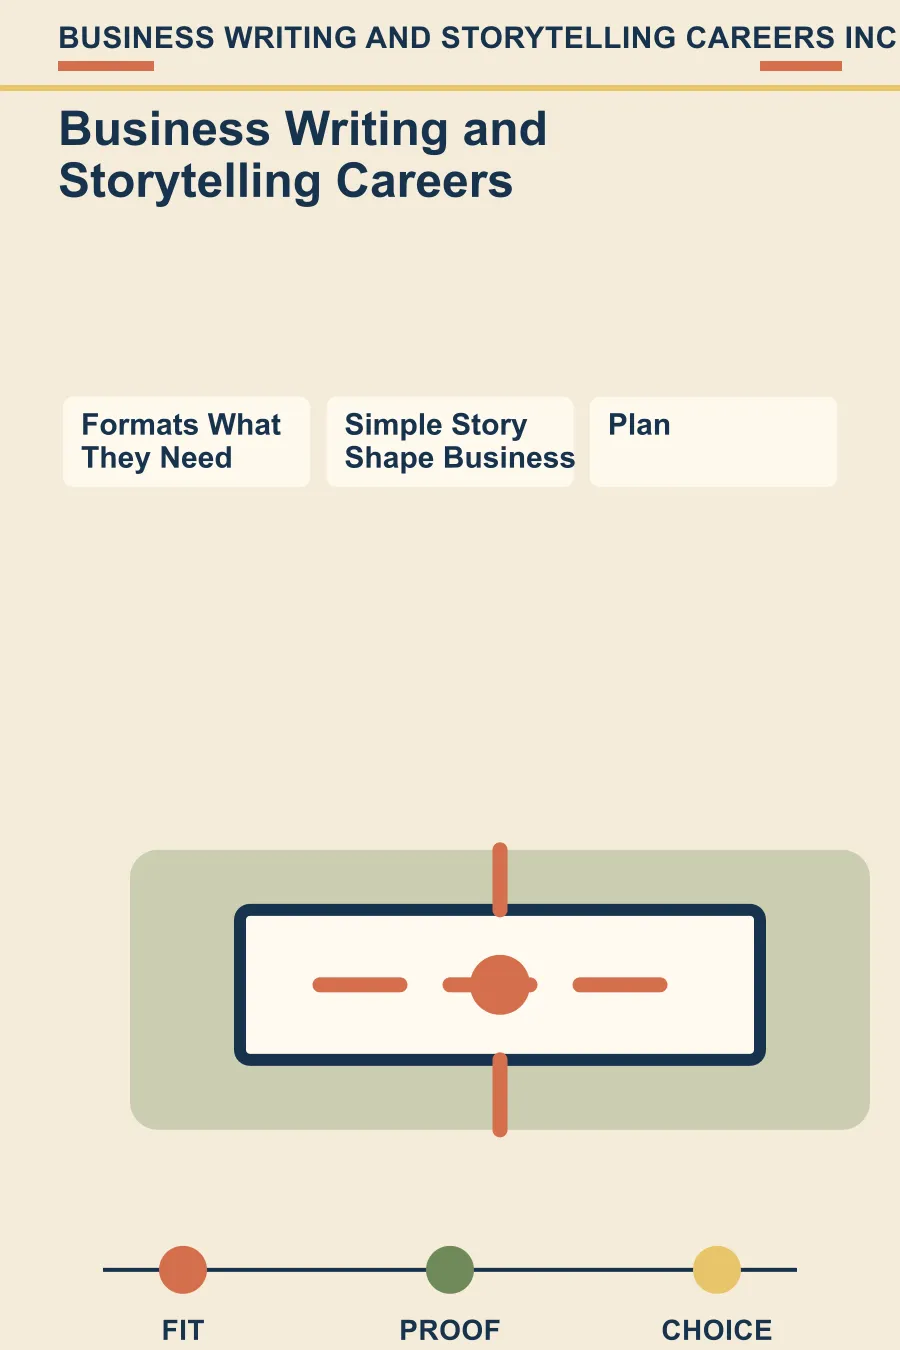 BUSINESS WRITING AND STORYTELLING CAREERS INC
Business Writing and
Storytelling Careers
Formats What
They Need
Simple Story
Shape Business
Plan
FIT
PROOF
CHOICE